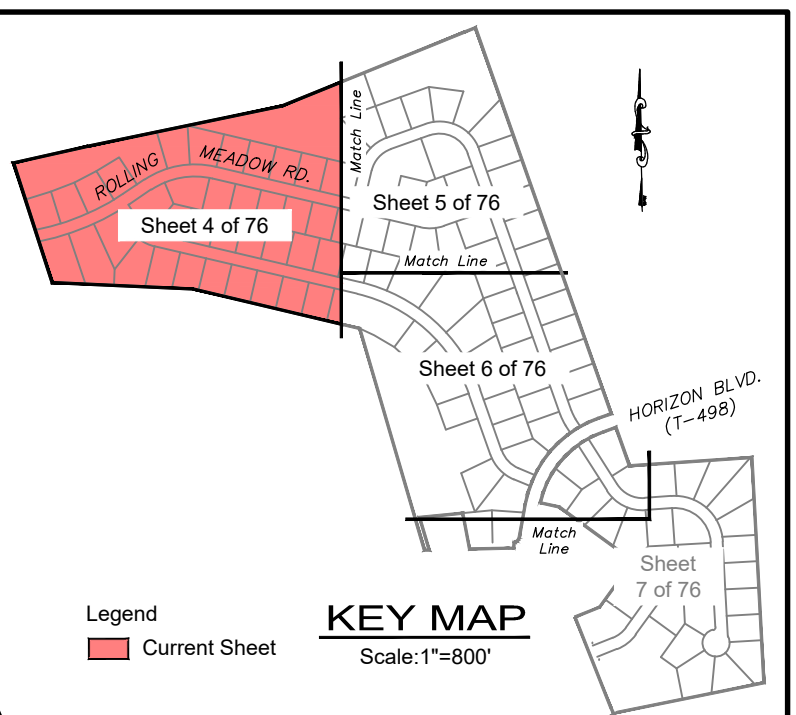 Match Line
ROLLING MEADOW RD.
Sheet 4 of 76
Sheet 5 of 76
Match Line
Sheet 6 of 76
HORIZON BLVD.
(T-498)
Match
Line
Sheet
7 of 76
Legend
Current Sheet
KEY MAP
Scale:1"=800'